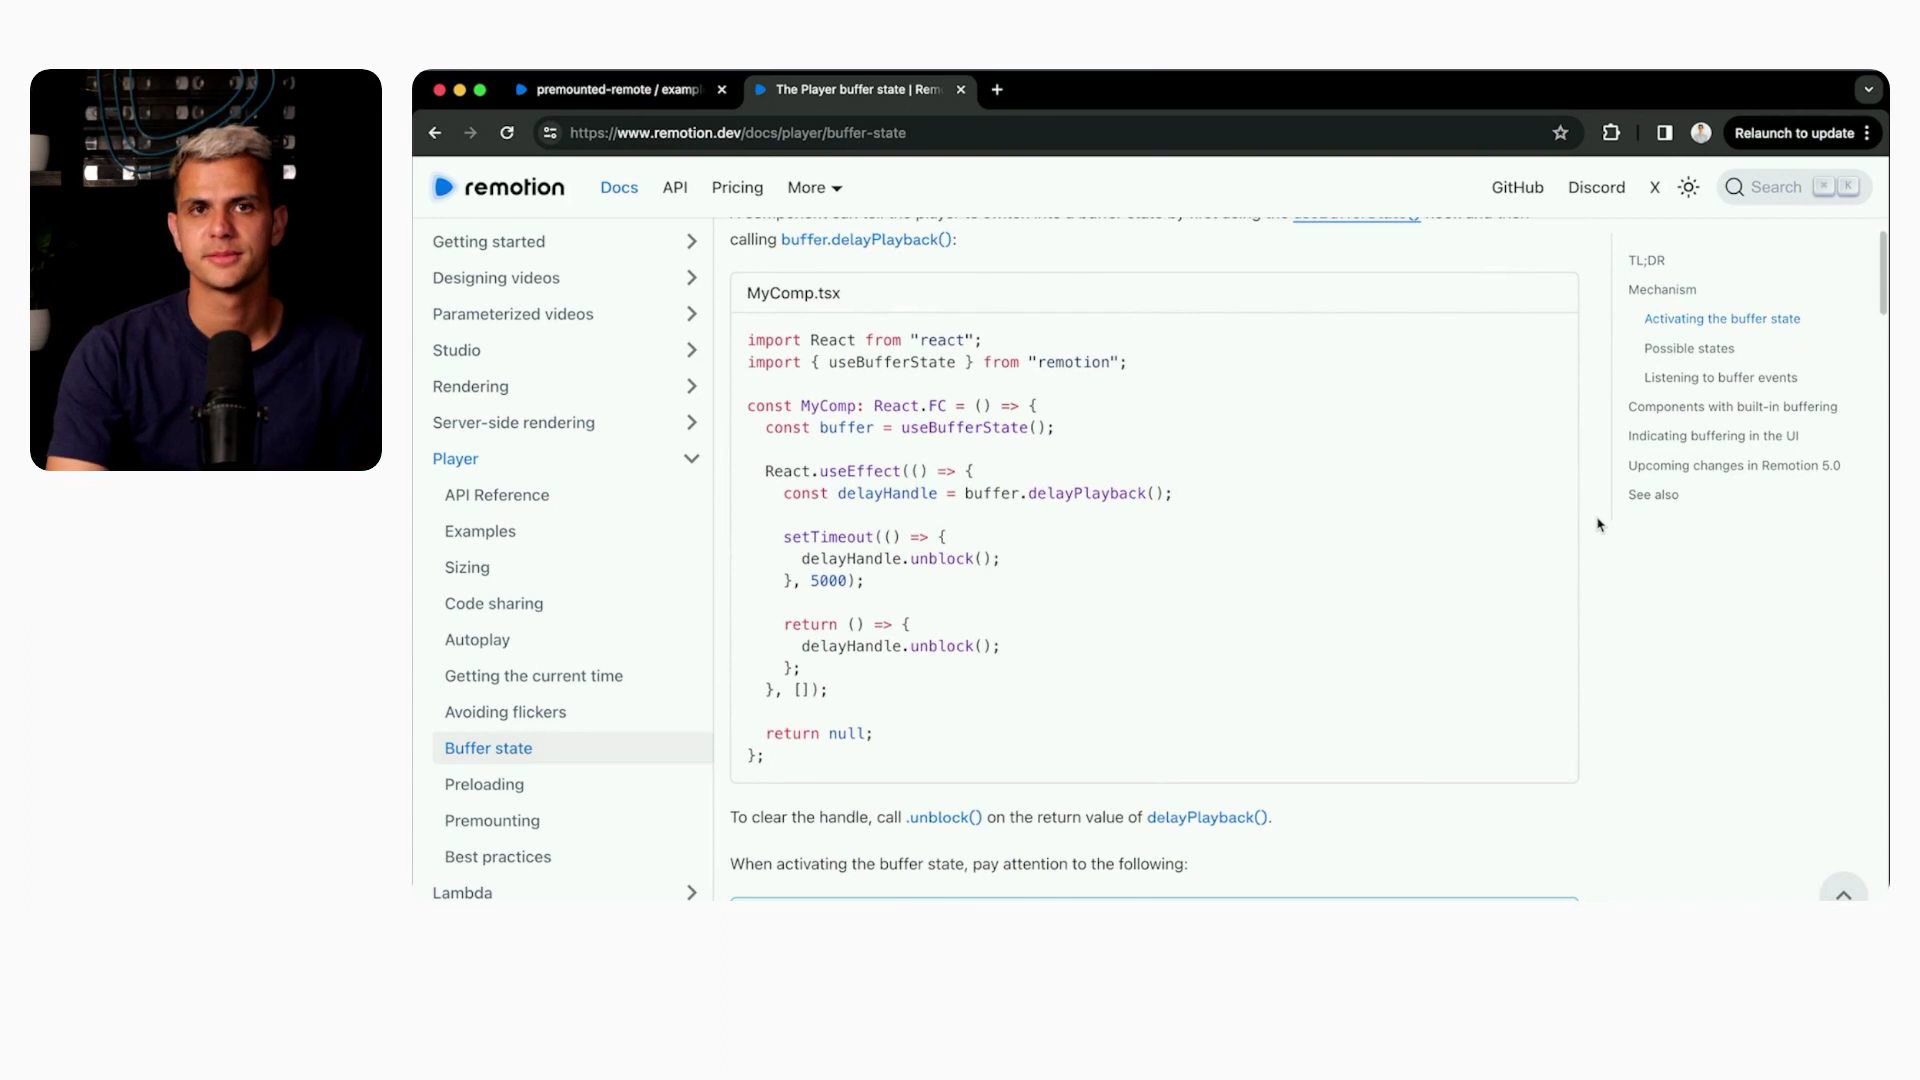 premounted-remote / examp
The Player buffer state | Rem
https://www.remotion.dev/docs/player/buffer-state
Relaunch to update
remotion
Docs
API
Pricing
More
GitHub
Discord
X
Search
K
Getting started
Designing videos
Parameterized videos
Studio
Rendering
Server-side rendering
Player
API Reference
Examples
Sizing
Code sharing
Autoplay
Getting the current time
Avoiding flickers
Buffer state
Preloading
Premounting
Best practices
Lambda
calling buffer.delayPlayback():
MyComp.tsx
import React from "react";
import { useBufferState } from "remotion";
const MyComp: React.FC = () => {
const buffer = useBufferState();
React.useEffect(() => {
const delayHandle = buffer.delayPlayback();
setTimeout(() => {
delayHandle.unblock();
}, 5000);
return () => {
delayHandle.unblock();
};
}, []);
return null;
};
To clear the handle, call .unblock() on the return value of delayPlayback().
When activating the buffer state, pay attention to the following:
TL;DR
Mechanism
Activating the buffer state
Possible states
Listening to buffer events
Components with built-in buffering
Indicating buffering in the UI
Upcoming changes in Remotion 5.0
See also